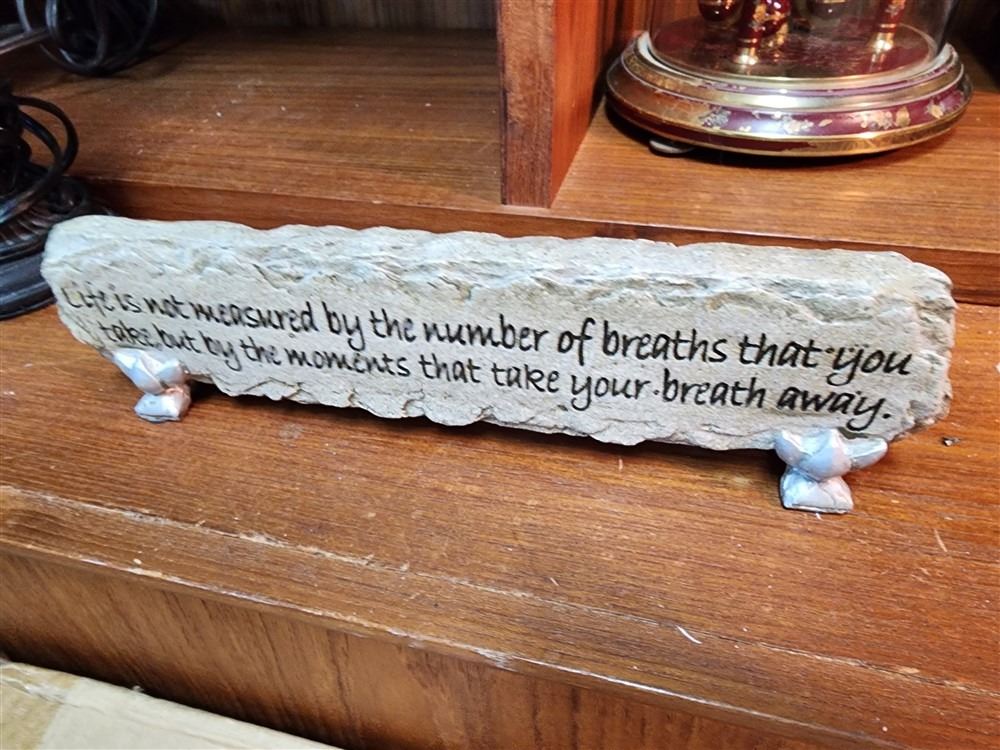 Life is not measured by the number of breaths that you
take but by the moments that take your breath away.